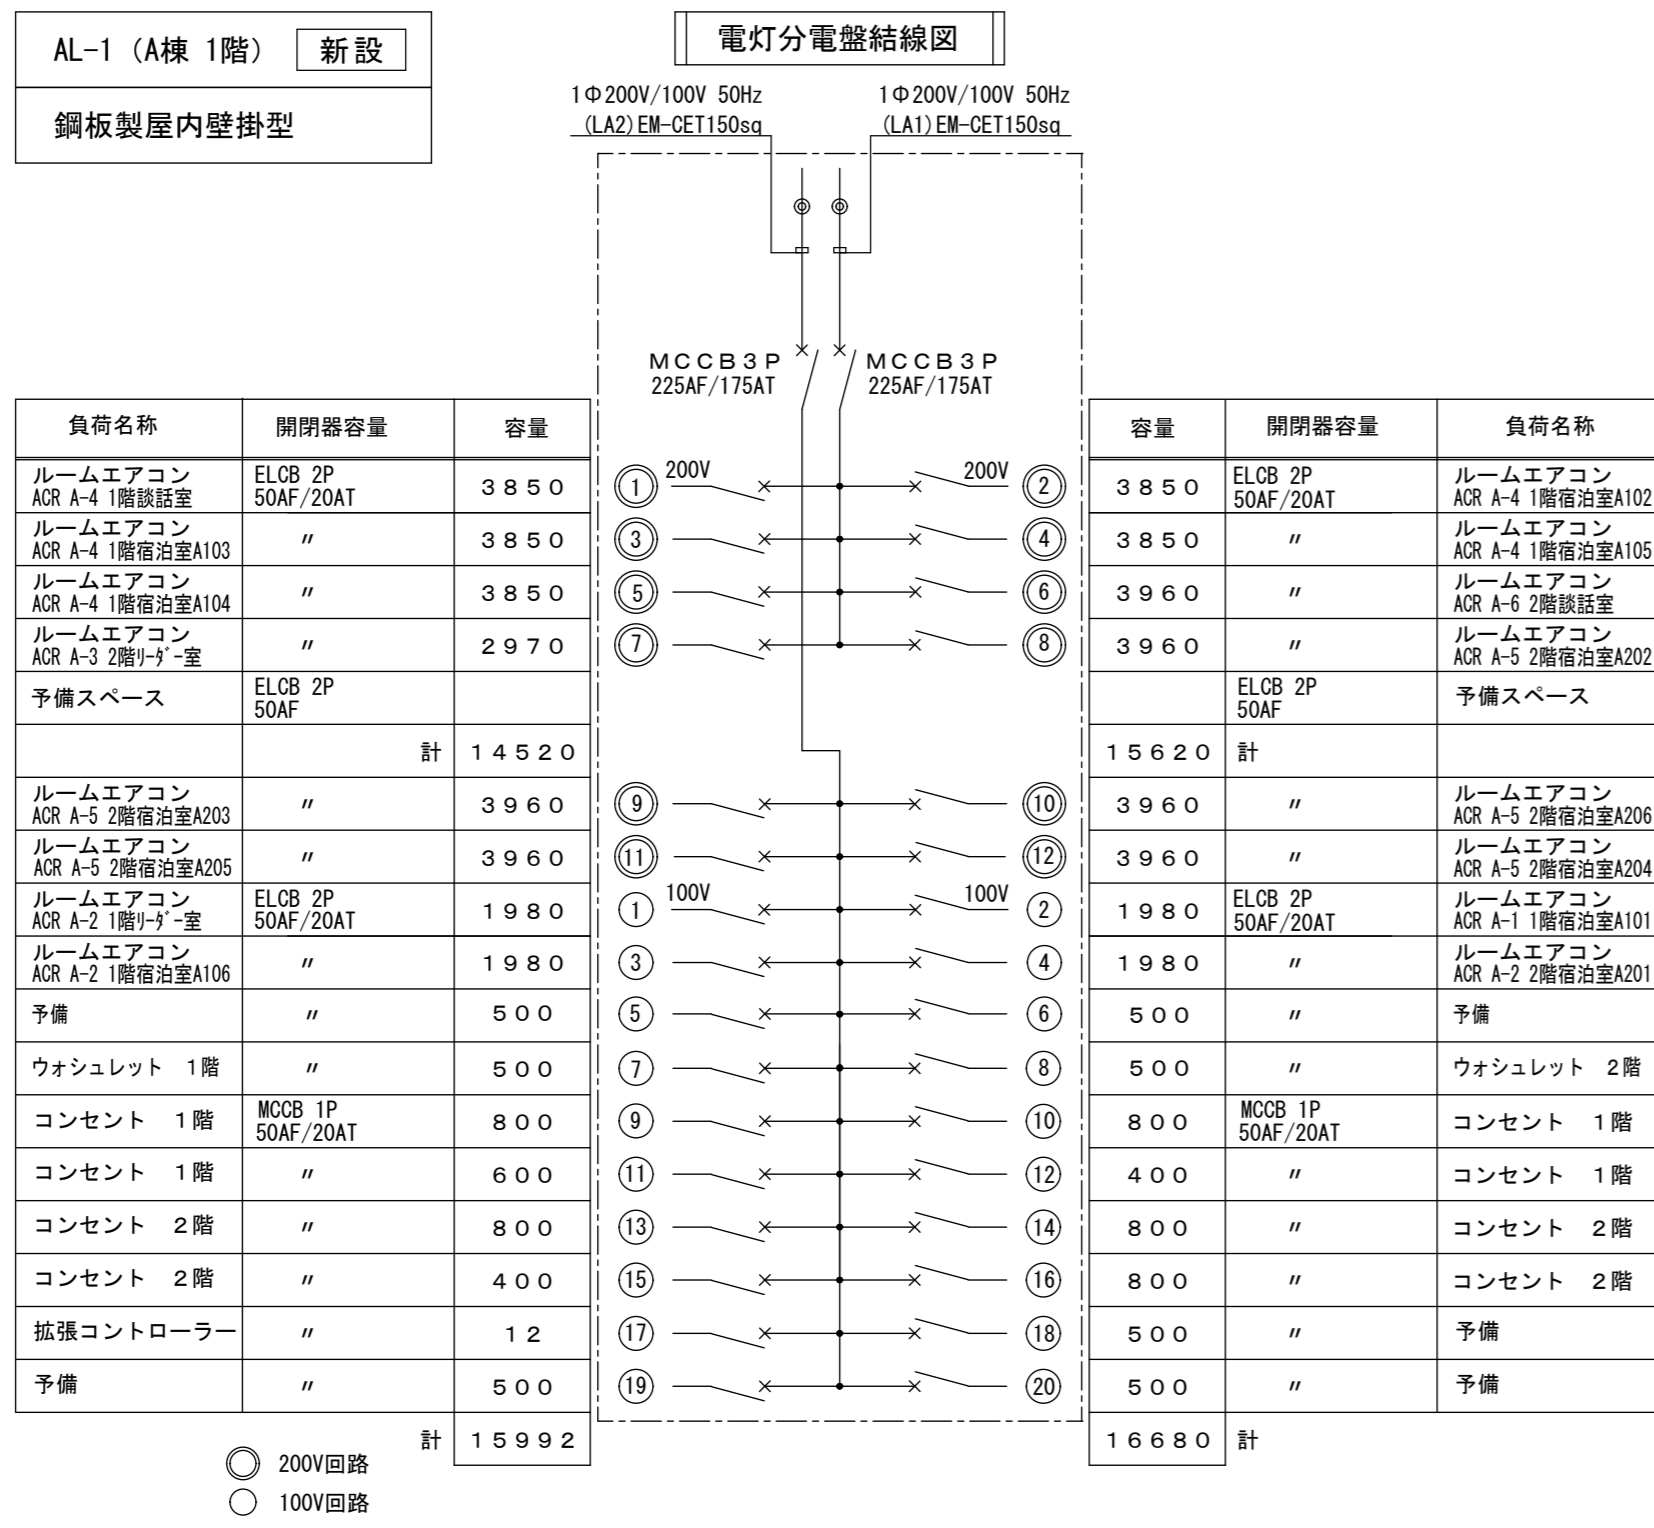 AL-1 (A棟 1階) 新設
鋼板製屋内壁掛型
電灯分電盤結線図
1Φ200V/100V 50Hz
(LA2)EM-CET150sq
1Φ200V/100V 50Hz
(LA1)EM-CET150sq
MCCB3P
225AF/175AT
MCCB3P
225AF/175AT
負荷名称 開閉器容量 容量 容量 開閉器容量 負荷名称
ルームエアコン ELCB 2P 3850 1 200V 200V 2 3850 ELCB 2P ルームエアコン
ACR A-4 1階談話室 50AF/20AT 50AF/20AT ACR A-4 1階宿泊室A102
ルームエアコン 〃 3850 3 4 3850 〃 ルームエアコン
ACR A-4 1階宿泊室A103 ACR A-4 1階宿泊室A105
ルームエアコン 〃 3850 5 6 3960 〃 ルームエアコン
ACR A-4 1階宿泊室A104 ACR A-6 2階談話室
ルームエアコン 〃 2970 7 8 3960 〃 ルームエアコン
ACR A-3 2階ﾘｰﾀﾞｰ室 ACR A-5 2階宿泊室A202
予備スペース ELCB 2P ELCB 2P 予備スペース
50AF 50AF
計 14520 15620 計
ルームエアコン 〃 3960 9 10 3960 〃 ルームエアコン
ACR A-5 2階宿泊室A203 ACR A-5 2階宿泊室A206
ルームエアコン 〃 3960 11 12 3960 〃 ルームエアコン
ACR A-5 2階宿泊室A205 ACR A-5 2階宿泊室A204
ルームエアコン ELCB 2P 1980 1 100V 100V 2 1980 ELCB 2P ルームエアコン
ACR A-2 1階ﾘｰﾀﾞｰ室 50AF/20AT 50AF/20AT ACR A-1 1階宿泊室A101
ルームエアコン 〃 1980 3 4 1980 〃 ルームエアコン
ACR A-2 1階宿泊室A106 ACR A-2 2階宿泊室A201
予備 〃 500 5 6 500 〃 予備
ウォシュレット 1階 〃 500 7 8 500 〃 ウォシュレット 2階
コンセント 1階 MCCB 1P 800 9 10 800 MCCB 1P コンセント 1階
50AF/20AT 50AF/20AT
コンセント 1階 〃 600 11 12 400 〃 コンセント 1階
コンセント 2階 〃 800 13 14 800 〃 コンセント 2階
コンセント 2階 〃 400 15 16 800 〃 コンセント 2階
拡張コントローラー 〃 12 17 18 500 〃 予備
予備 〃 500 19 20 500 〃 予備
計 15992 16680 計
200V回路
100V回路